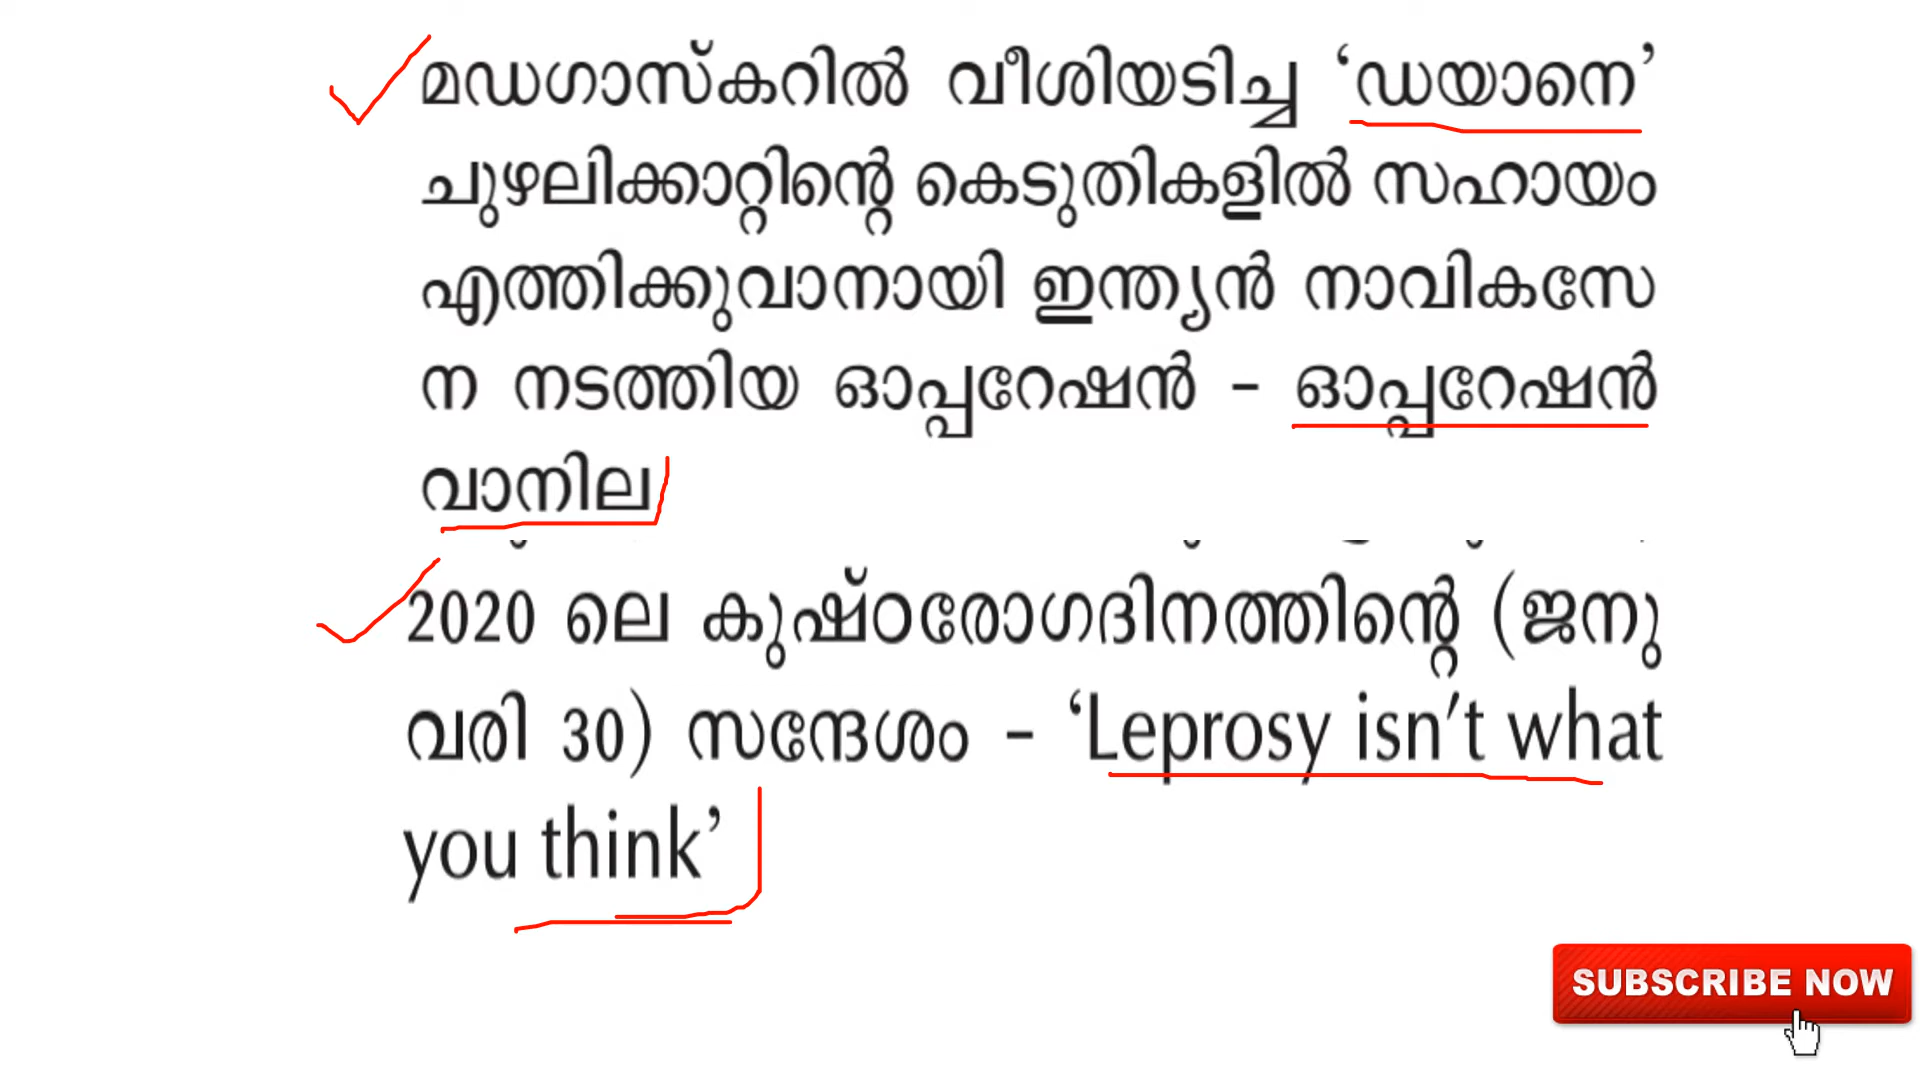 മഡഗാസ്കറിൽ വീശിയടിച്ച ‘ഡയാനെ’
ചുഴലിക്കാറ്റിന്റെ കെടുതികളിൽ സഹായം
എത്തിക്കുവാനായി ഇന്ത്യൻ നാവികസേ
ന നടത്തിയ ഓപ്പറേഷൻ – ഓപ്പറേഷൻ
വാനില
2020 ലെ കുഷ്ഠരോഗദിനത്തിന്റെ (ജനു
വരി 30) സന്ദേശം – ‘Leprosy isn’t what
you think’
SUBSCRIBE NOW